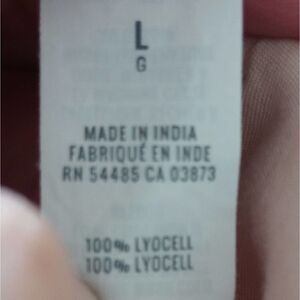 L
G
MADE IN INDIA
FABRIQUÉ EN INDE
RN 54485 CA 03873
100% LYOCELL
100% LYOCELL